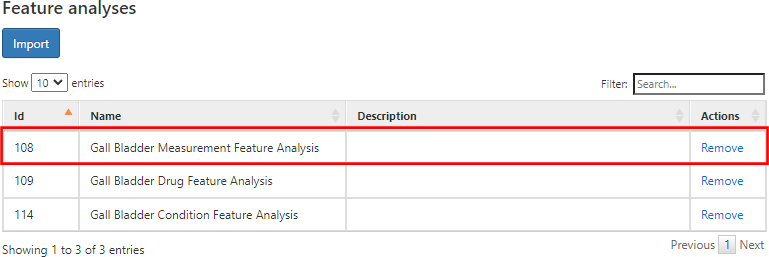 Feature analyses
Import
Show 10 entries Filter: Search...
Id Name Description Actions
108 Gall Bladder Measurement Feature Analysis Remove
109 Gall Bladder Drug Feature Analysis Remove
114 Gall Bladder Condition Feature Analysis Remove
Showing 1 to 3 of 3 entries Previous 1 Next